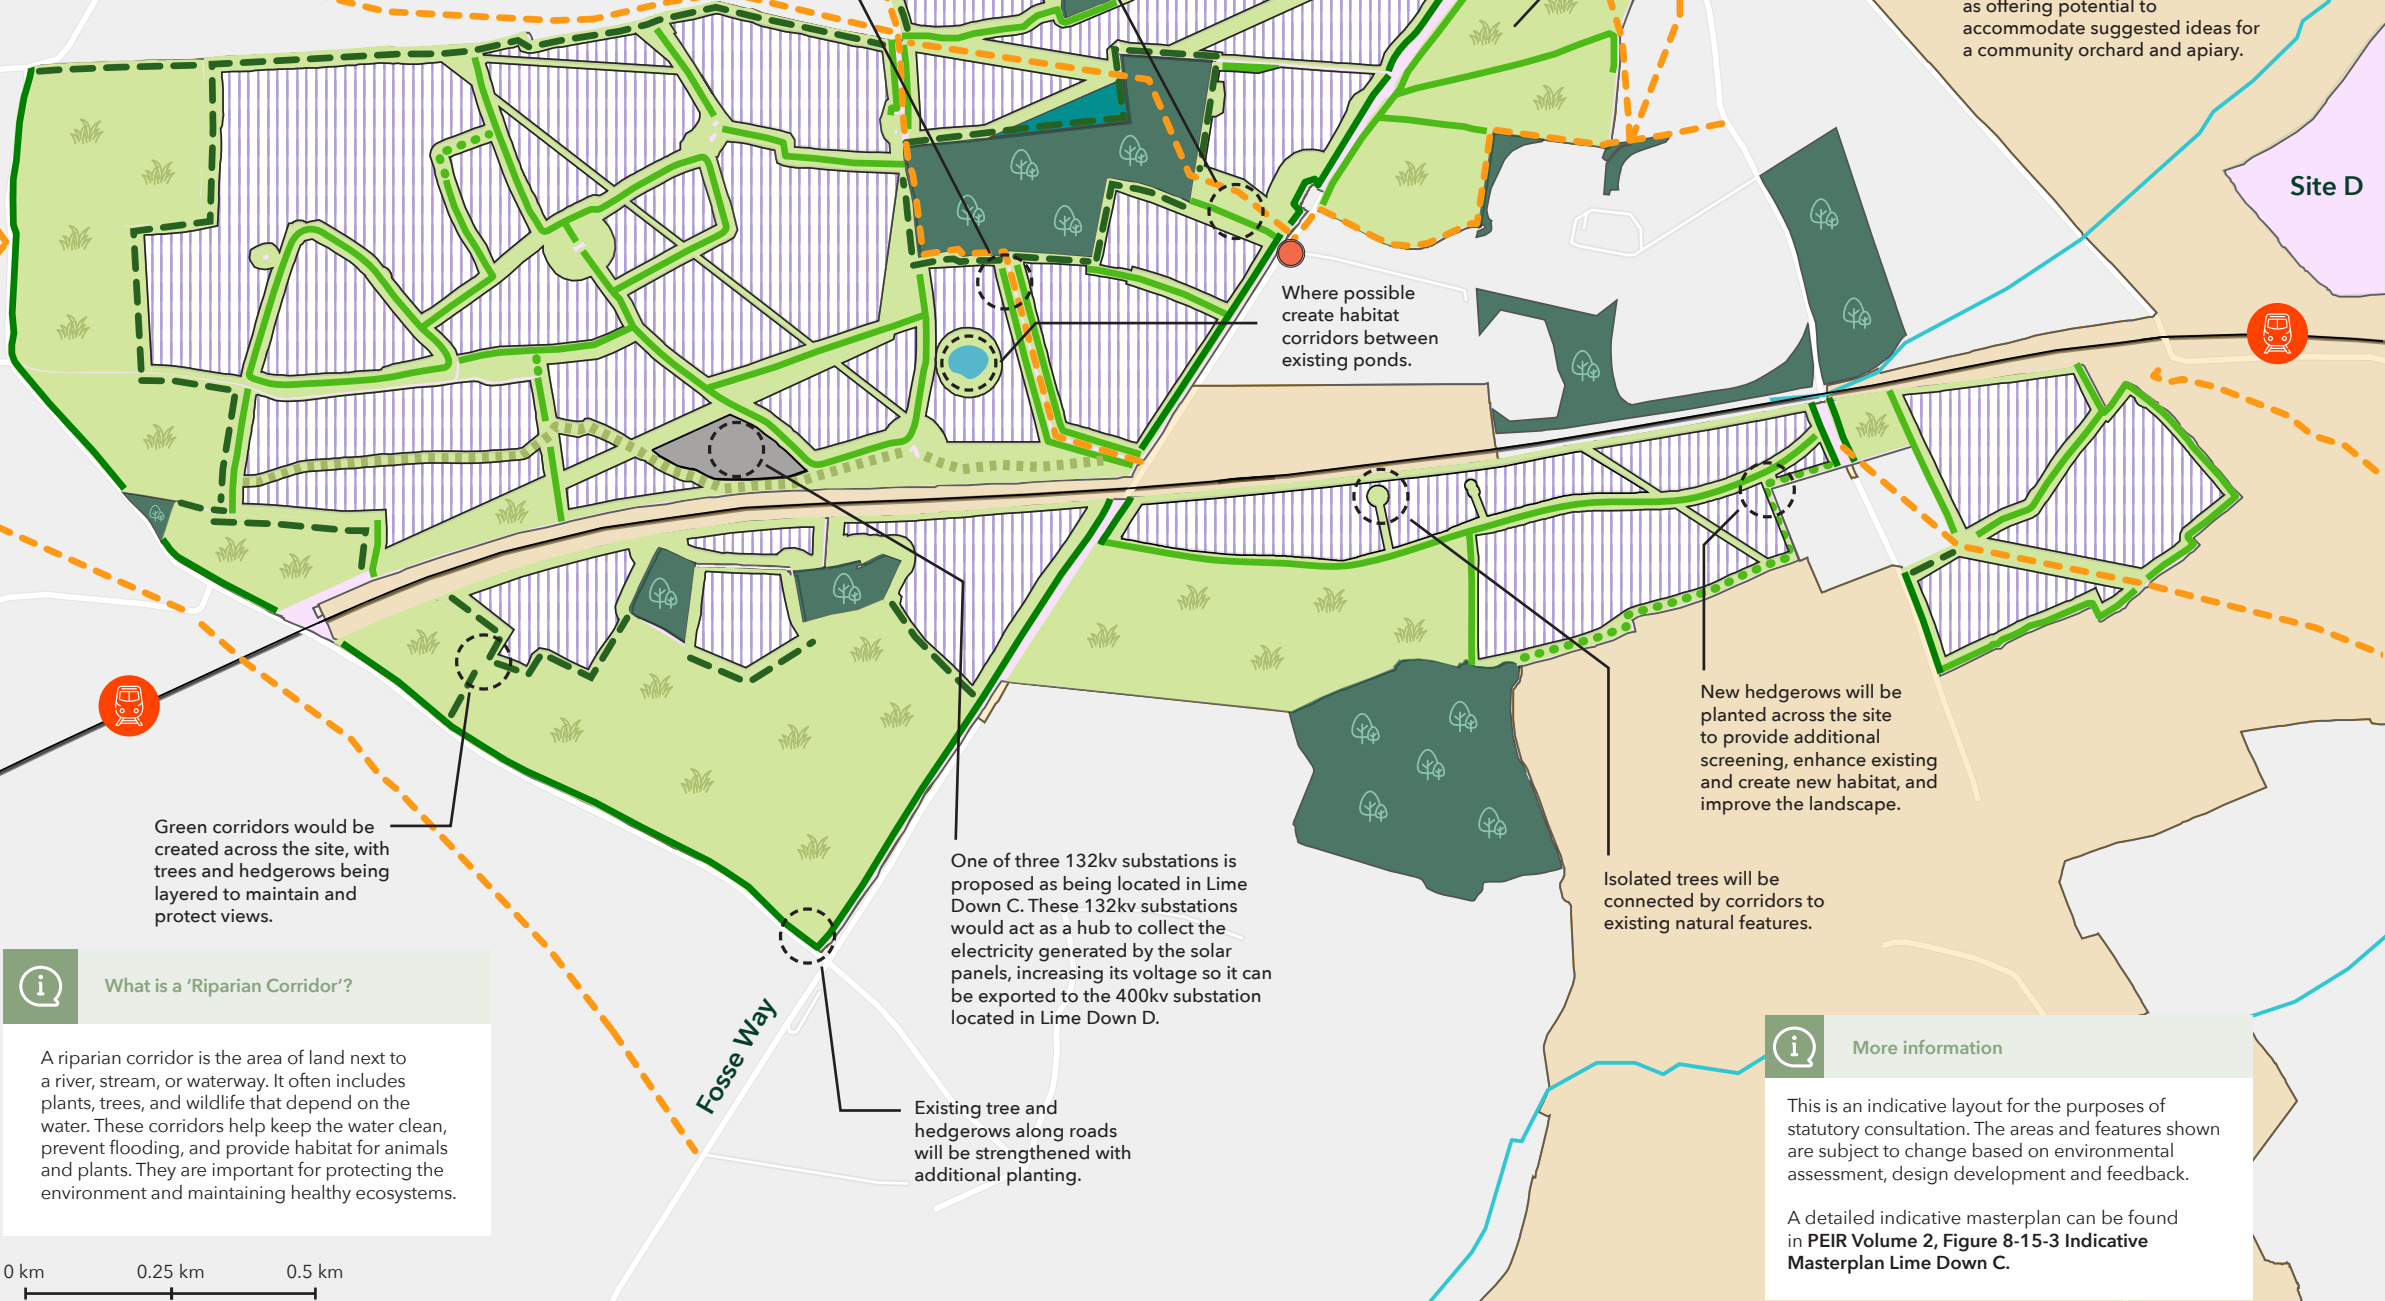 as offering potential to
accommodate suggested ideas for
a community orchard and apiary.
Site D
Where possible
create habitat
corridors between
existing ponds.
New hedgerows will be
planted across the site
to provide additional
screening, enhance existing
and create new habitat, and
improve the landscape.
Green corridors would be
created across the site, with
trees and hedgerows being
layered to maintain and
protect views.
One of three 132kv substations is
proposed as being located in Lime
Down C. These 132kv substations
would act as a hub to collect the
electricity generated by the solar
panels, increasing its voltage so it can
be exported to the 400kv substation
located in Lime Down D.
Isolated trees will be
connected by corridors to
existing natural features.
What is a ‘Riparian Corridor’?
A riparian corridor is the area of land next to
a river, stream, or waterway. It often includes
plants, trees, and wildlife that depend on the
water. These corridors help keep the water clean,
prevent flooding, and provide habitat for animals
and plants. They are important for protecting the
environment and maintaining healthy ecosystems.
Fosse Way
Existing tree and
hedgerows along roads
will be strengthened with
additional planting.
More information
This is an indicative layout for the purposes of
statutory consultation. The areas and features shown
are subject to change based on environmental
assessment, design development and feedback.
A detailed indicative masterplan can be found
in PEIR Volume 2, Figure 8-15-3 Indicative
Masterplan Lime Down C.
0 km 0.25 km 0.5 km